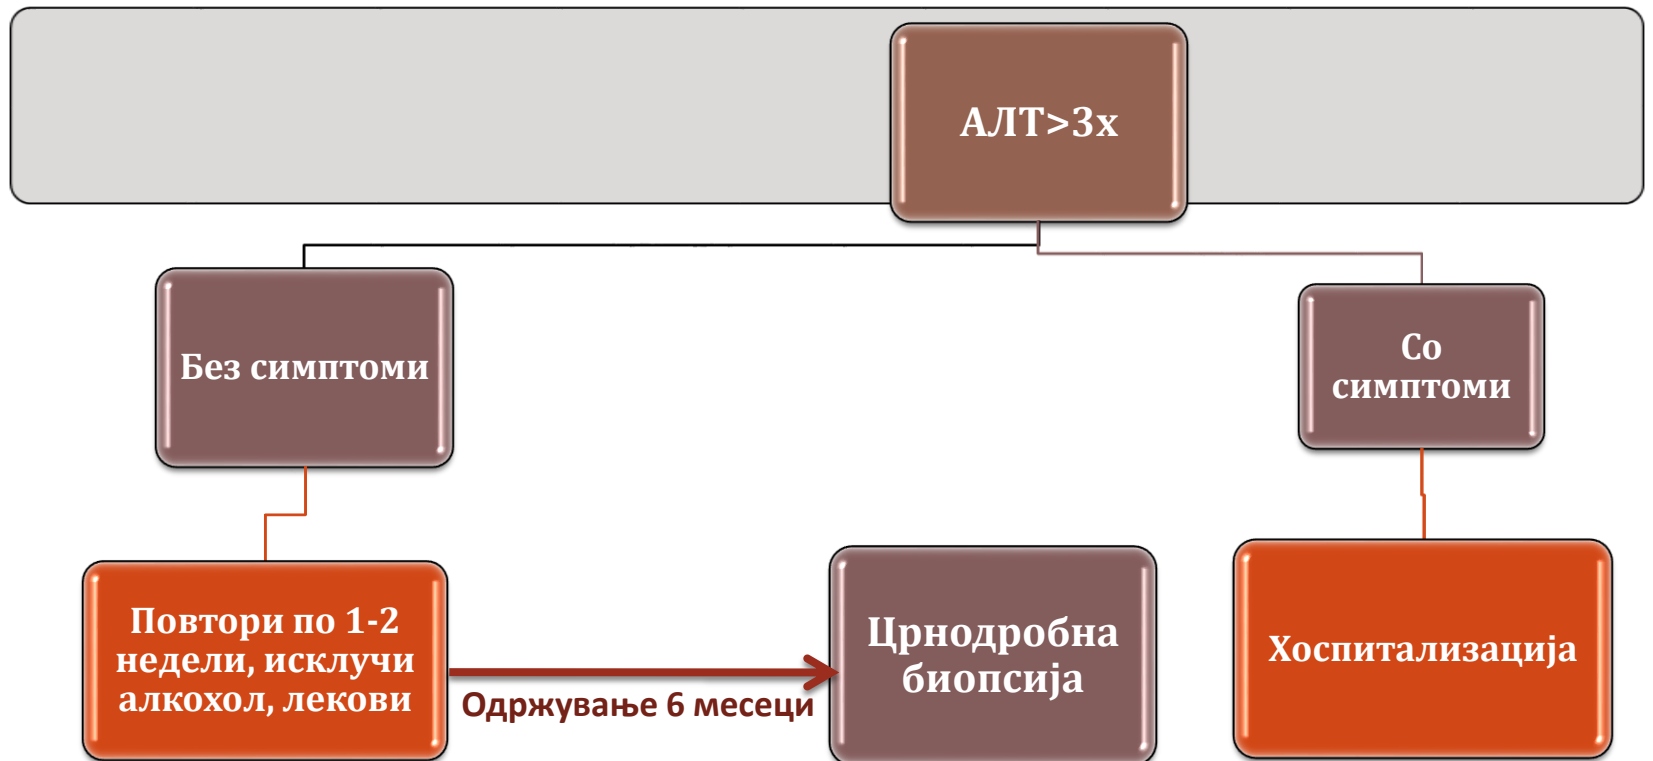 АЛТ>3х
Без симптоми
Со
симптоми
Повтори по 1-2
недели, исклучи
алкохол, лекови
Одржување 6 месеци
Црнодробна
биопсија
Хоспитализација